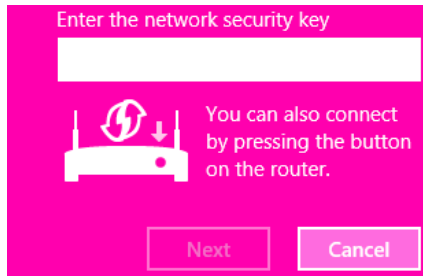 Enter the network security key
You can also connect
by pressing the button
on the router.
Next
Cancel